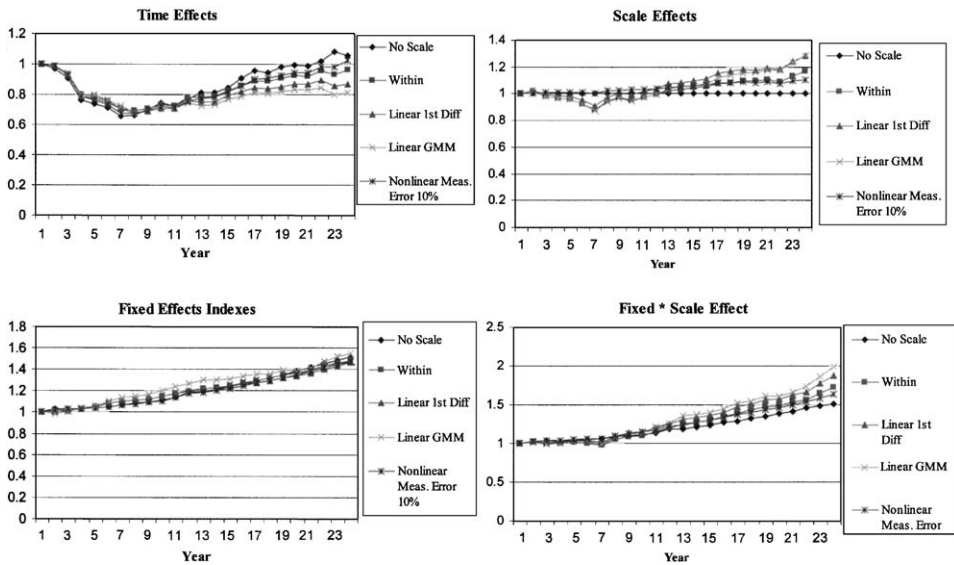 Time Effects
1.2
1
0.8
0.6
0.4
0.2
0
1 3 5 7 9 11 13 15 17 19 21 23
Year
No Scale
Within
Linear 1st Diff
Linear GMM
Nonlinear Meas.
Error 10%
Scale Effects
1.4
1.2
1
0.8
0.6
0.4
0.2
0
1 3 5 7 9 11 13 15 17 19 21 23
Year
No Scale
Within
Linear 1st Diff
Linear GMM
Nonlinear Meas.
Error 10%
Fixed Effects Indexes
1.8
1.6
1.4
1.2
1
0.8
0.6
0.4
0.2
0
1 3 5 7 9 11 13 15 17 19 21 23
Year
No Scale
Within
Linear 1st Diff
Linear GMM
Nonlinear
Meas. Error
10%
Fixed * Scale Effect
2.5
2
1.5
1
0.5
0
1 3 5 7 9 11 13 15 17 19 21 23
Year
No Scale
Within
Linear 1st
Diff
Linear GMM
Nonlinear
Meas. Error